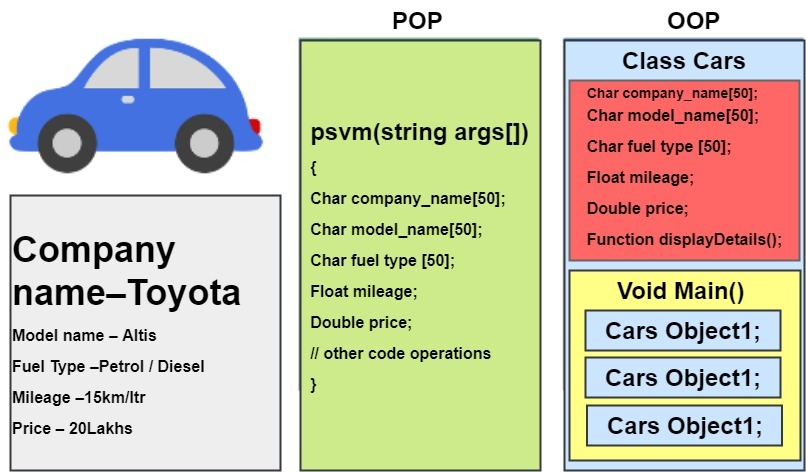 Company
name–Toyota
Model name – Altis
Fuel Type –Petrol / Diesel
Mileage –15km/ltr
Price – 20Lakhs
POP
psvm(string args[])
{
Char company_name[50];
Char model_name[50];
Char fuel type [50];
Float mileage;
Double price;
// other code operations
}
OOP
Class Cars
Char company_name[50];
Char model_name[50];
Char fuel type [50];
Float mileage;
Double price;
Function displayDetails();
Void Main()
Cars Object1;
Cars Object1;
Cars Object1;